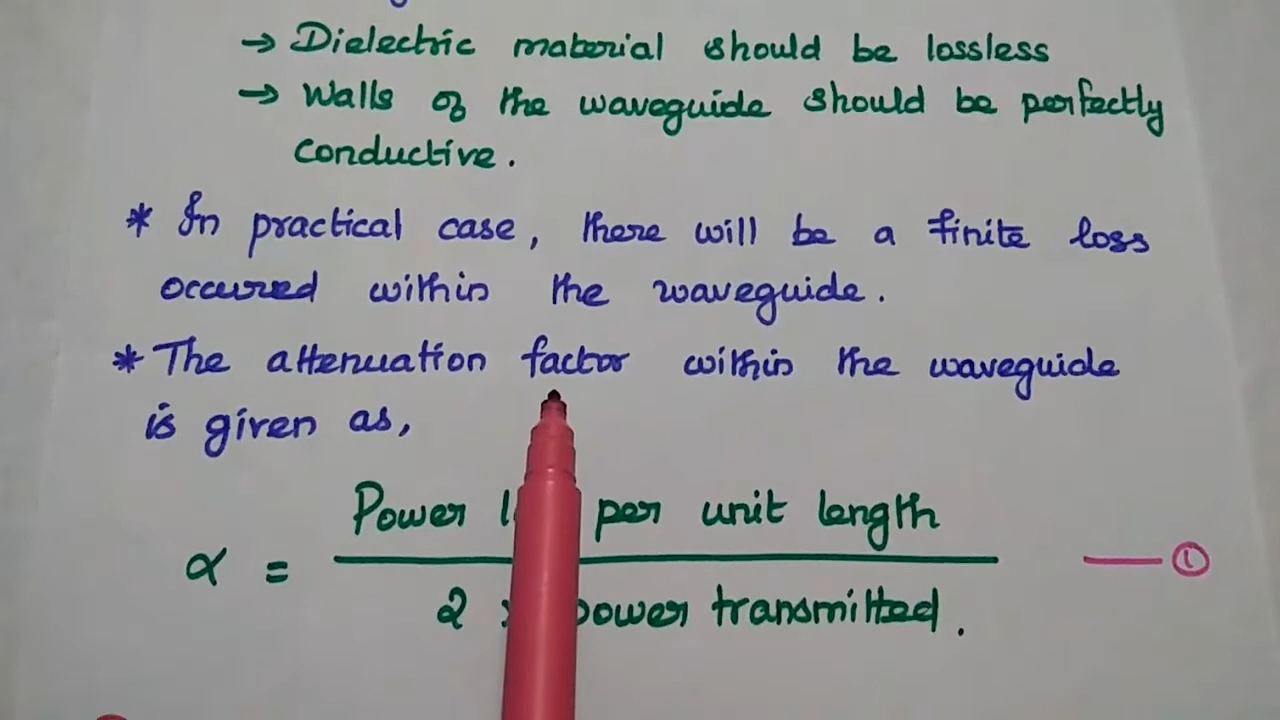 → Dielectric material should be lossless
→ Walls of the waveguide should be perfectly
conductive.
* In practical case, there will be a finite loss
occured within the waveguide.
* The attenuation factor within the waveguide
is given as,
Power per unit length
α = ①
2 power transmitted.